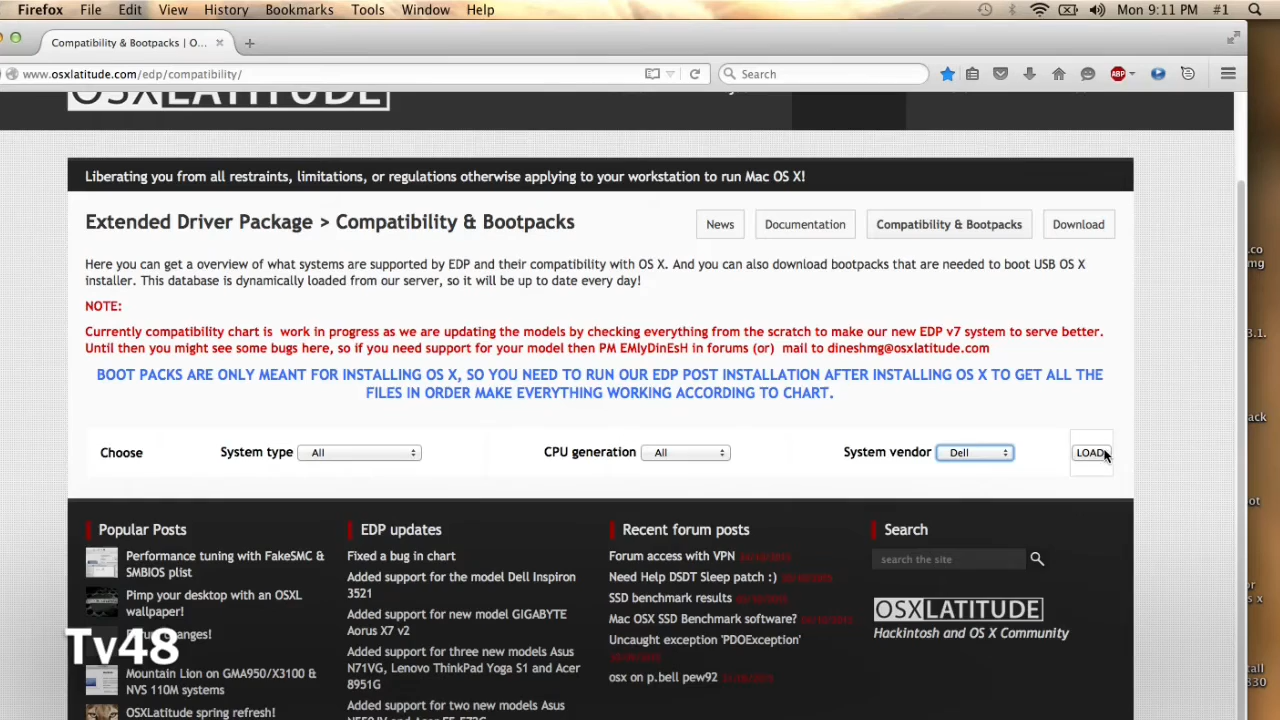 Firefox File Edit View History Bookmarks Tools Window Help Mon 9:11 PM #1
Compatibility & Bootpacks | O...
www.osxlatitude.com/edp/compatibility/ Search ABP
OSXLATITUDE
Liberating you from all restraints, limitations, or regulations otherwise applying to your workstation to run Mac OS X!
Extended Driver Package > Compatibility & Bootpacks News Documentation Compatibility & Bootpacks Download
Here you can get a overview of what systems are supported by EDP and their compatibility with OS X. And you can also download bootpacks that are needed to boot USB OS X
installer. This database is dynamically loaded from our server, so it will be up to date every day!
NOTE:
Currently compatibility chart is work in progress as we are updating the models by checking everything from the scratch to make our new EDP v7 system to serve better.
Until then you might see some bugs here, so if you need support for your model then PM EMlyDinEsH in forums (or) mail to dineshmg@osxlatitude.com
BOOT PACKS ARE ONLY MEANT FOR INSTALLING OS X, SO YOU NEED TO RUN OUR EDP POST INSTALLATION AFTER INSTALLING OS X TO GET ALL THE
FILES IN ORDER MAKE EVERYTHING WORKING ACCORDING TO CHART.
Choose System type All CPU generation All System vendor Dell LOAD
Popular Posts
Performance tuning with FakeSMC &
SMBIOS plist
Pimp your desktop with an OSXL
wallpaper!
Tv48
Mountain Lion on GMA950/X3100 &
NVS 110M systems
OSXLatitude spring refresh!
EDP updates
Fixed a bug in chart
Added support for the model Dell Inspiron
3521
Added support for new model GIGABYTE
Aorus X7 v2
Added support for three new models Asus
N71VG, Lenovo ThinkPad Yoga S1 and Acer
8951G
Added support for two new models Asus
Recent forum posts
Forum access with VPN
Need Help DSDT Sleep patch :)
SSD benchmark results
Mac OSX SSD Benchmark software?
Uncaught exception 'PDOException'
osx on p.bell pew92
Search
search the site
OSXLATITUDE
Hackintosh and OS X Community